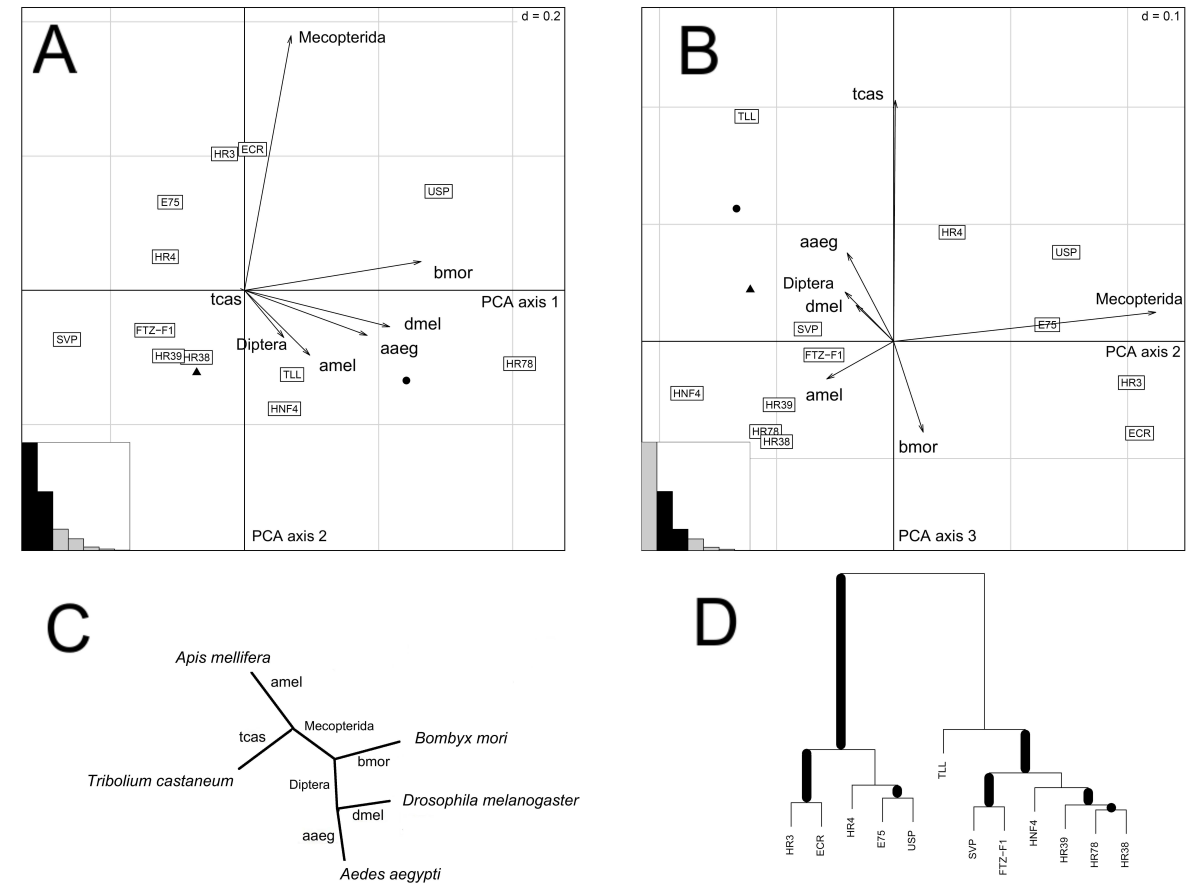 A
d = 0.2
Mecopterida
HR3
ECR
USP
E75
HR4
bmor
tcas
PCA axis 1
dmel
SVP
FTZ−F1
Diptera
aaeg
HR39
HR38
amel
HR78
TLL
HNF4
PCA axis 2
B
d = 0.1
tcas
TLL
HR4
aaeg
USP
Diptera
Mecopterida
dmel
E75
SVP
PCA axis 2
FTZ−F1
HR3
amel
HNF4
HR39
HR78
ECR
HR38
bmor
PCA axis 3
C
Apis mellifera
amel
Mecopterida
tcas
Bombyx mori
bmor
Tribolium castaneum
Diptera
Drosophila melanogaster
dmel
aaeg
Aedes aegypti
D
TLL
HR3
ECR
HR4
E75
USP
SVP
FTZ−F1
HNF4
HR39
HR78
HR38